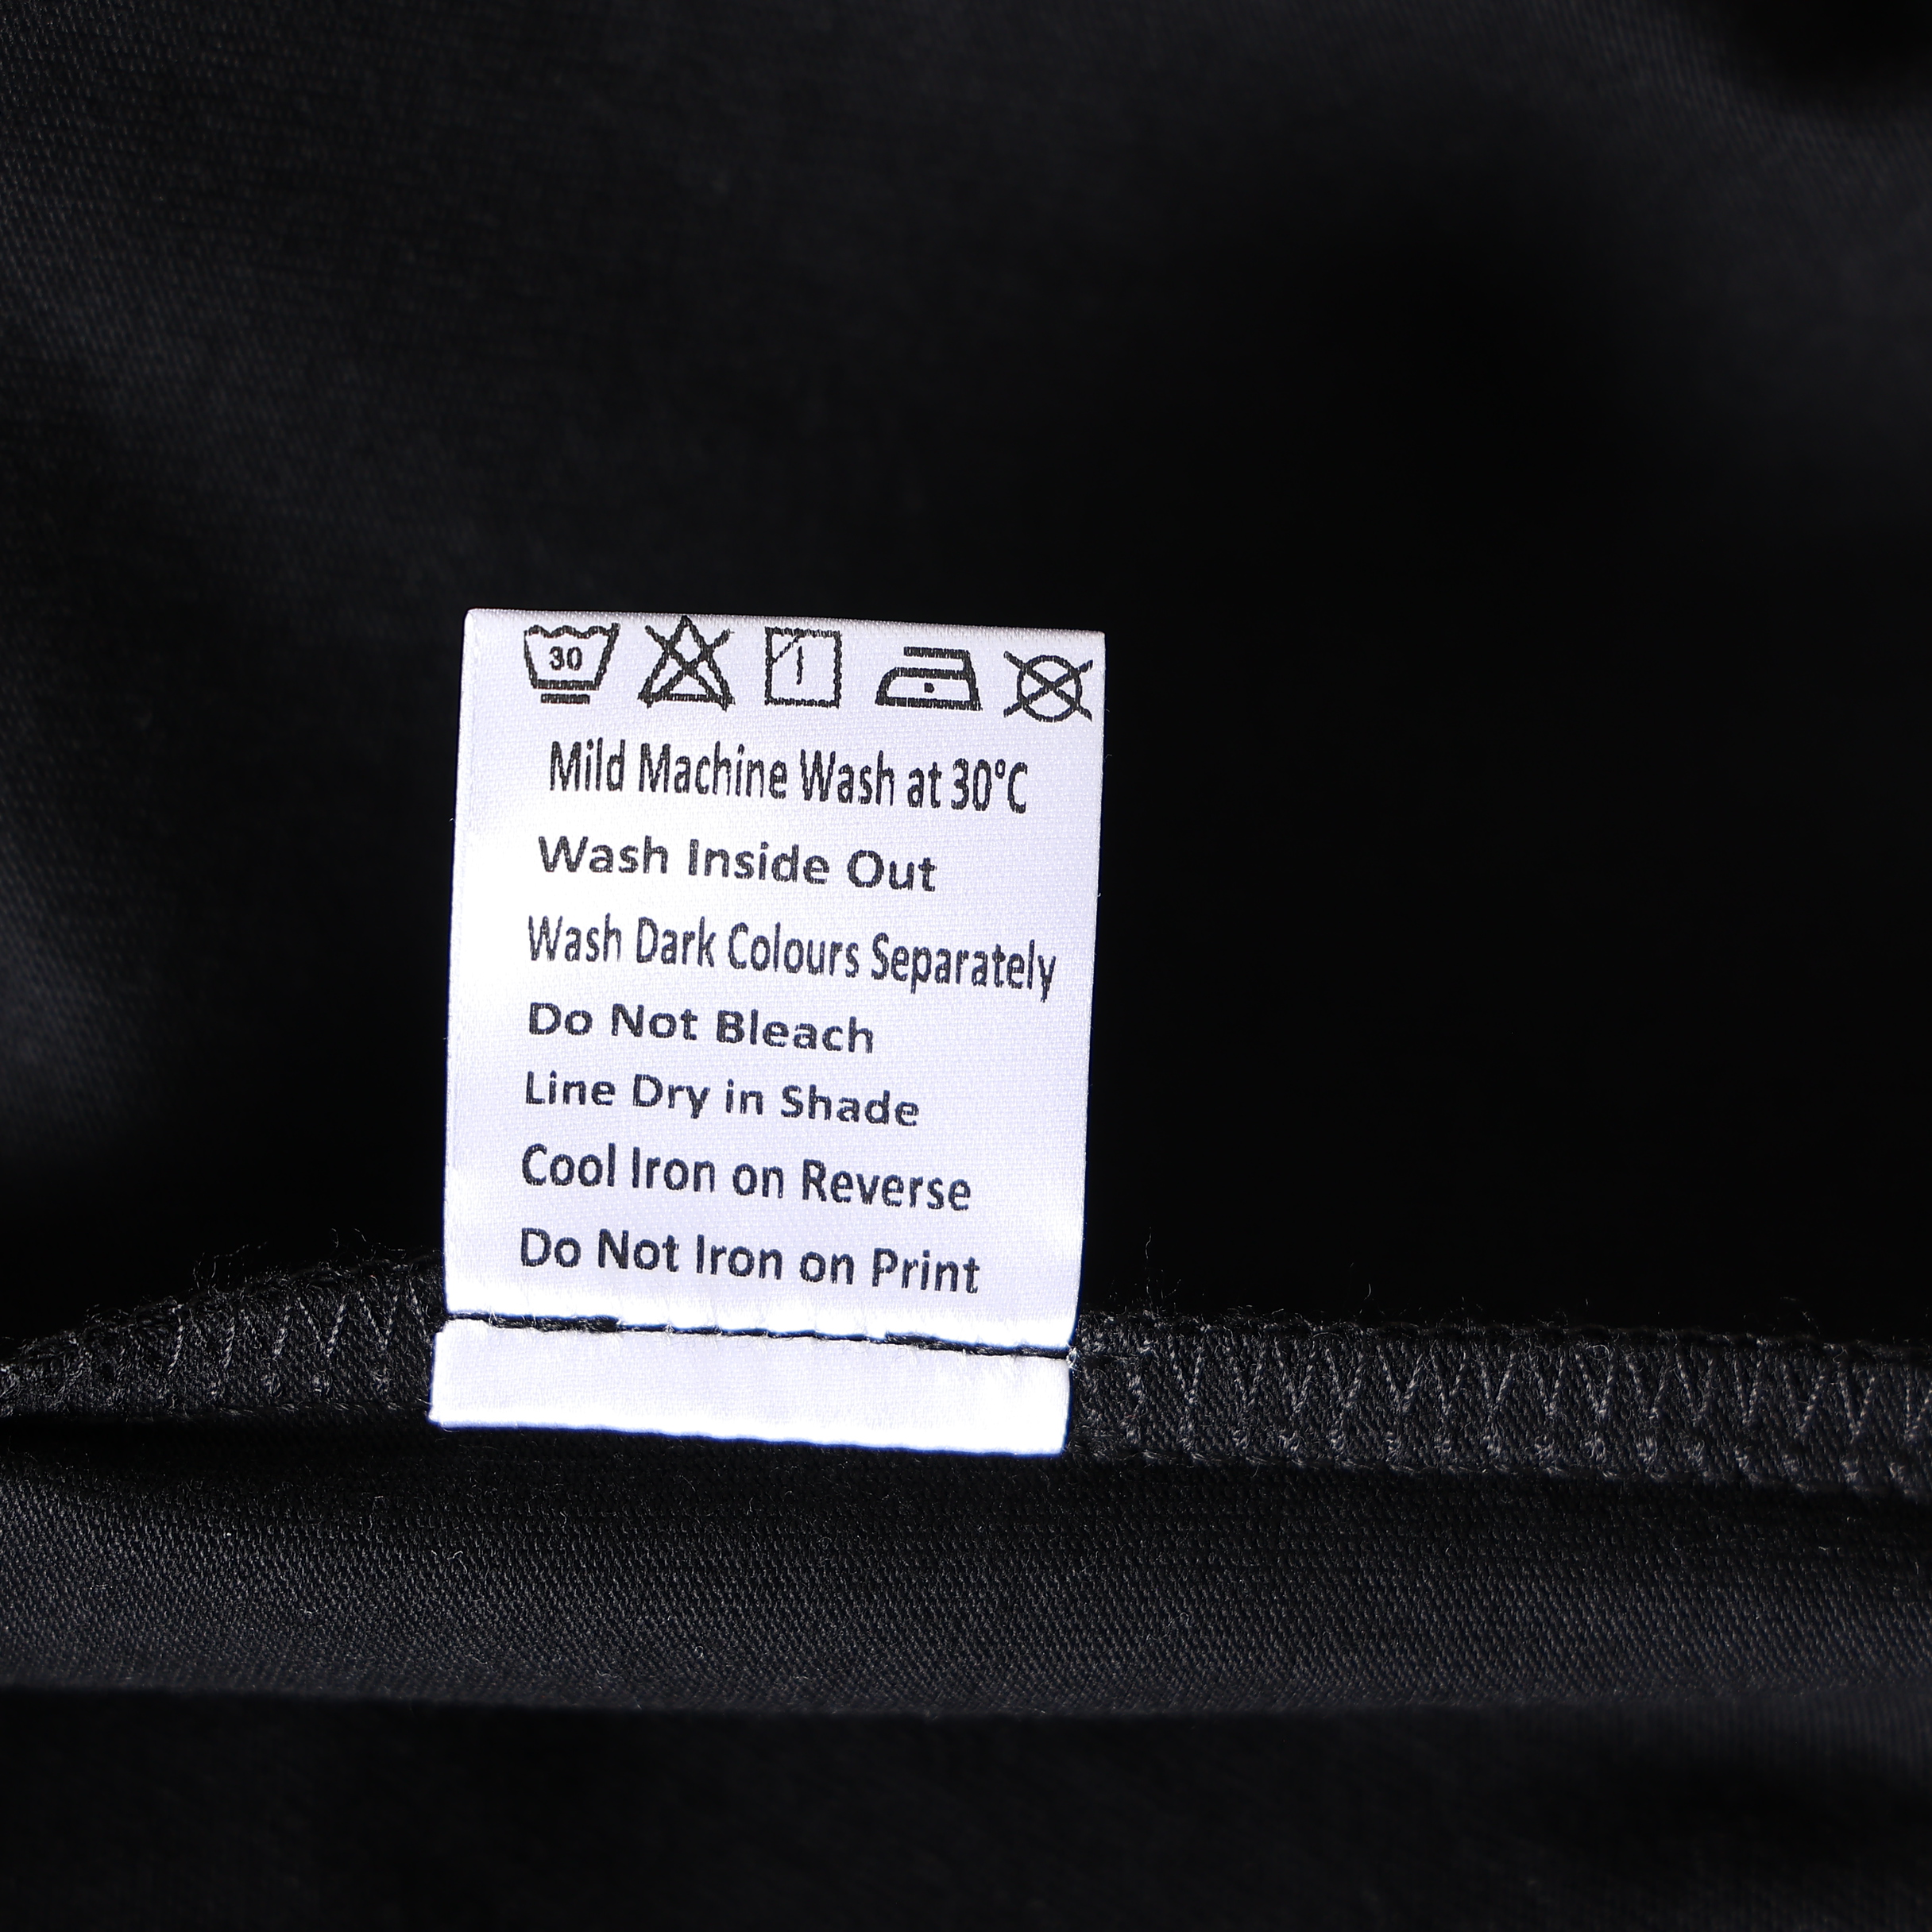 30
Mild Machine Wash at 30°C
Wash Inside Out
Wash Dark Colours Separately
Do Not Bleach
Line Dry in Shade
Cool Iron on Reverse
Do Not Iron on Print